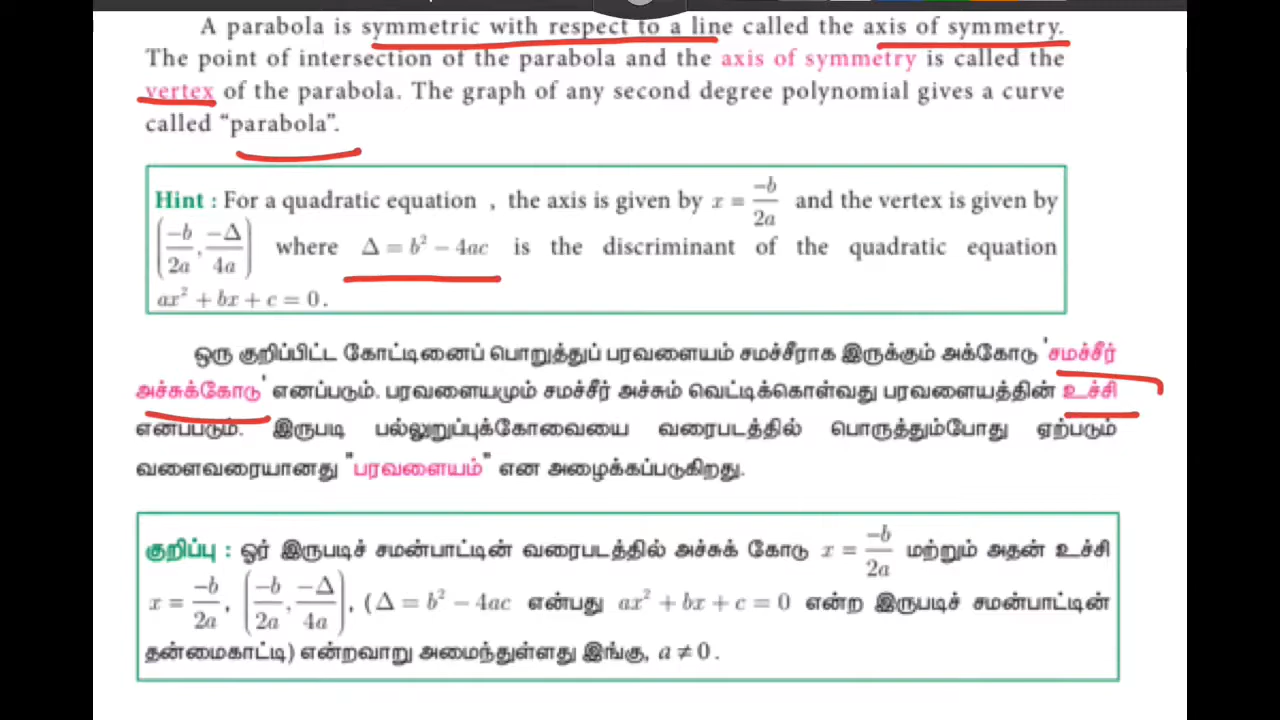 A parabola is symmetric with respect to a line called the axis of symmetry.
The point of intersection of the parabola and the axis of symmetry is called the
vertex of the parabola. The graph of any second degree polynomial gives a curve
called “parabola”.
Hint : For a quadratic equation , the axis is given by x = -b/2a and the vertex is given by
(-b/2a, -Δ/4a) where Δ = b² − 4ac is the discriminant of the quadratic equation
ax² + bx + c = 0.
ஒரு குறிப்பிட்ட கோட்டினைப் பொறுத்துப் பரவளையம் சமச்சீராக இருக்கும் அக்கோடு 'சமச்சீர்
அச்சுக்கோடு' எனப்படும். பரவளையமும் சமச்சீர் அச்சும் வெட்டிக்கொள்வது பரவளையத்தின் உச்சி
எனப்படும். இருபடி பல்லுறுப்புக்கோவையை வரைபடத்தில் பொருத்தும்போது ஏற்படும்
வளைவரையானது "பரவளையம்" என அழைக்கப்படுகிறது.
குறிப்பு : ஓர் இருபடிச் சமன்பாட்டின் வரைபடத்தில் அச்சுக் கோடு x = -b/2a மற்றும் அதன் உச்சி
x = -b/2a, (-b/2a, -Δ/4a), (Δ = b² − 4ac என்பது ax² + bx + c = 0 என்ற இருபடிச் சமன்பாட்டின்
தன்மைகாட்டி) என்றவாறு அமைந்துள்ளது இங்கு, a ≠ 0.